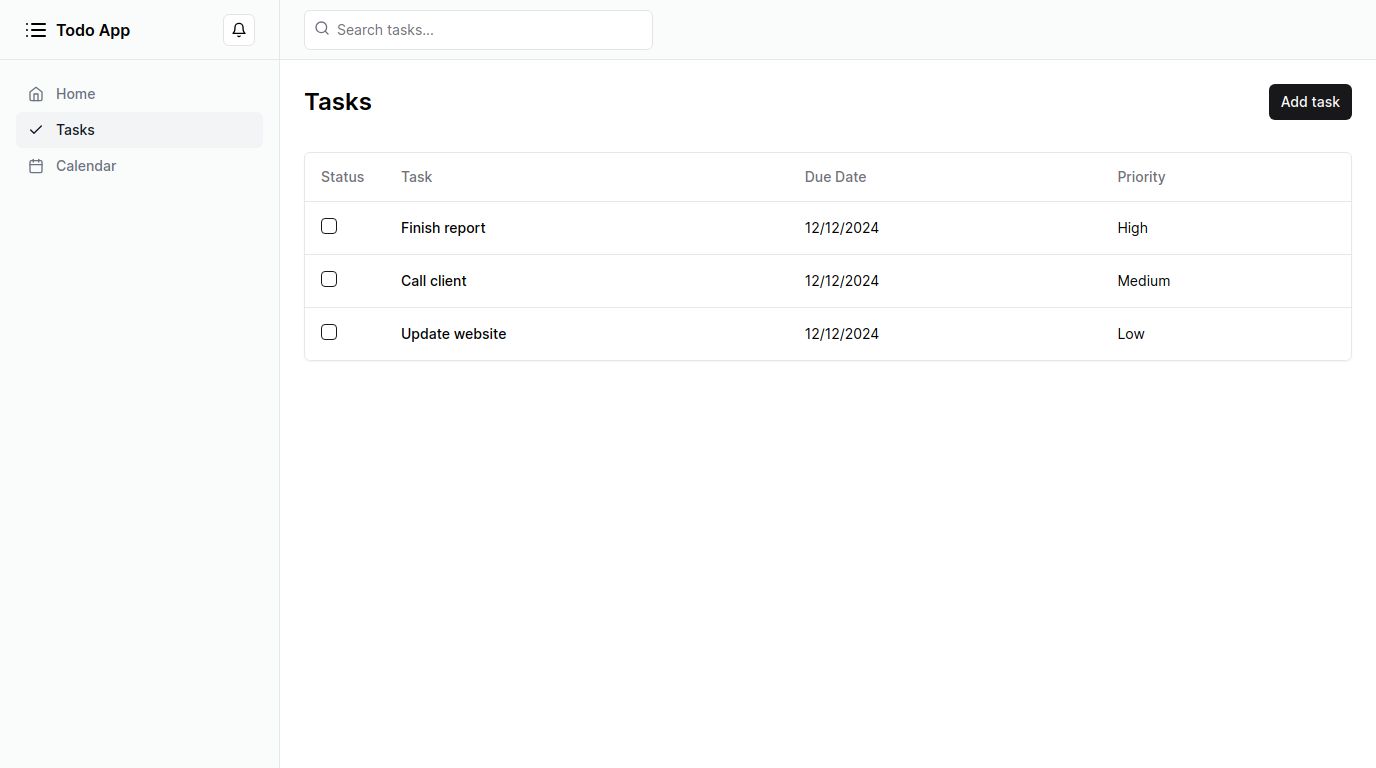 Todo App
Search tasks...
Home
Tasks
Calendar
Tasks
Add task
Status Task Due Date Priority
Finish report 12/12/2024 High
Call client 12/12/2024 Medium
Update website 12/12/2024 Low